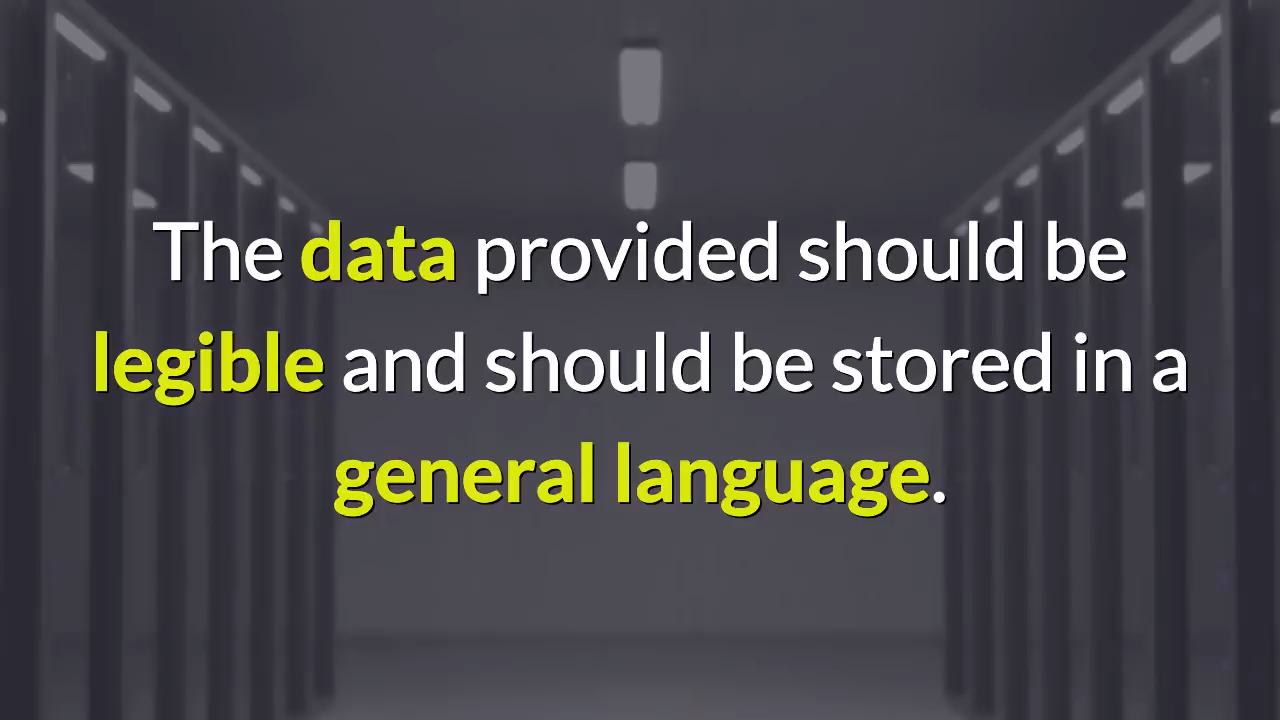 The data provided should be
legible and should be stored in a
general language.